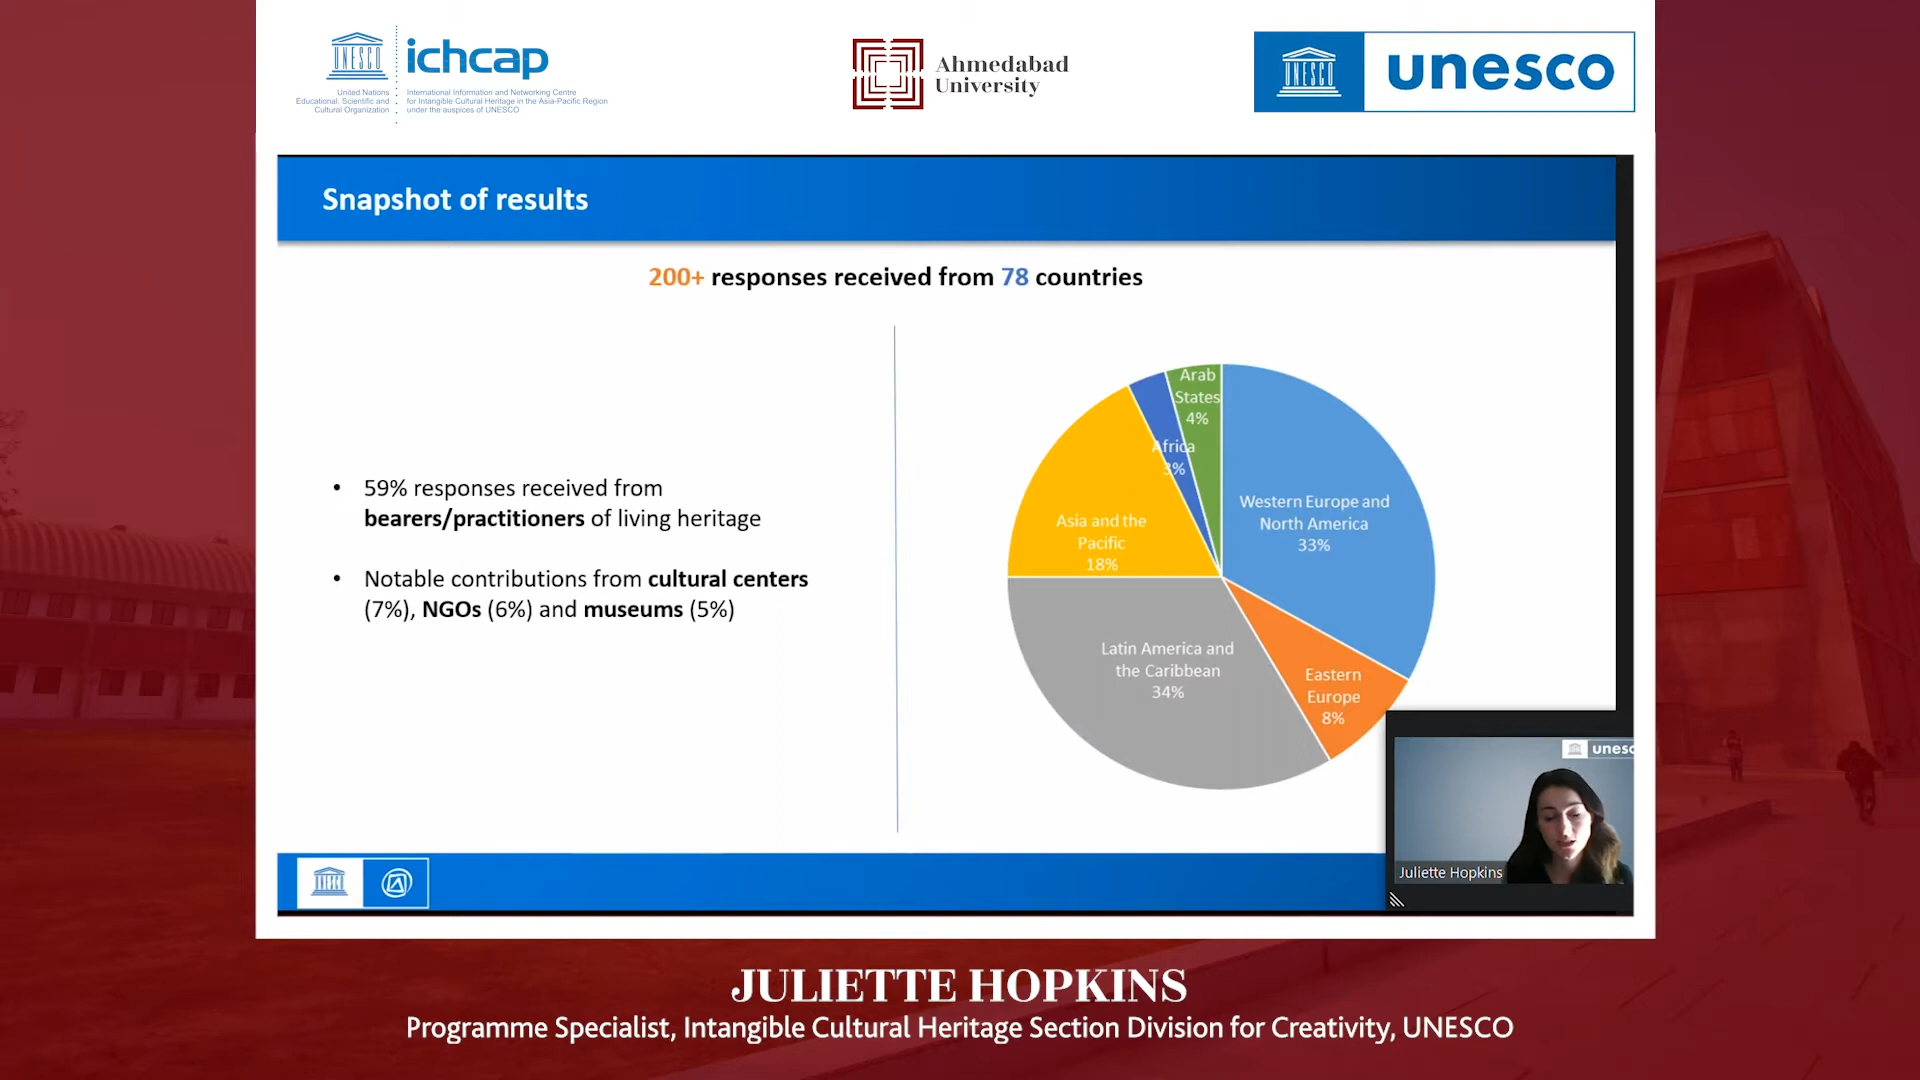 UNESCO
ichcap
United Nations
Educational, Scientific and
Cultural Organization
International Information and Networking Centre
for Intangible Cultural Heritage in the Asia-Pacific Region
under the auspices of UNESCO
Ahmedabad
University
UNESCO
unesco
Snapshot of results
200+ responses received from 78 countries
• 59% responses received from
bearers/practitioners of living heritage
• Notable contributions from cultural centers
(7%), NGOs (6%) and museums (5%)
Arab
States
4%
Africa
3%
Asia and the
Pacific
18%
Western Europe and
North America
33%
Latin America and
the Caribbean
34%
Eastern
Europe
8%
UNESCO
unesc
Juliette Hopkins
JULIETTE HOPKINS
Programme Specialist, Intangible Cultural Heritage Section Division for Creativity, UNESCO